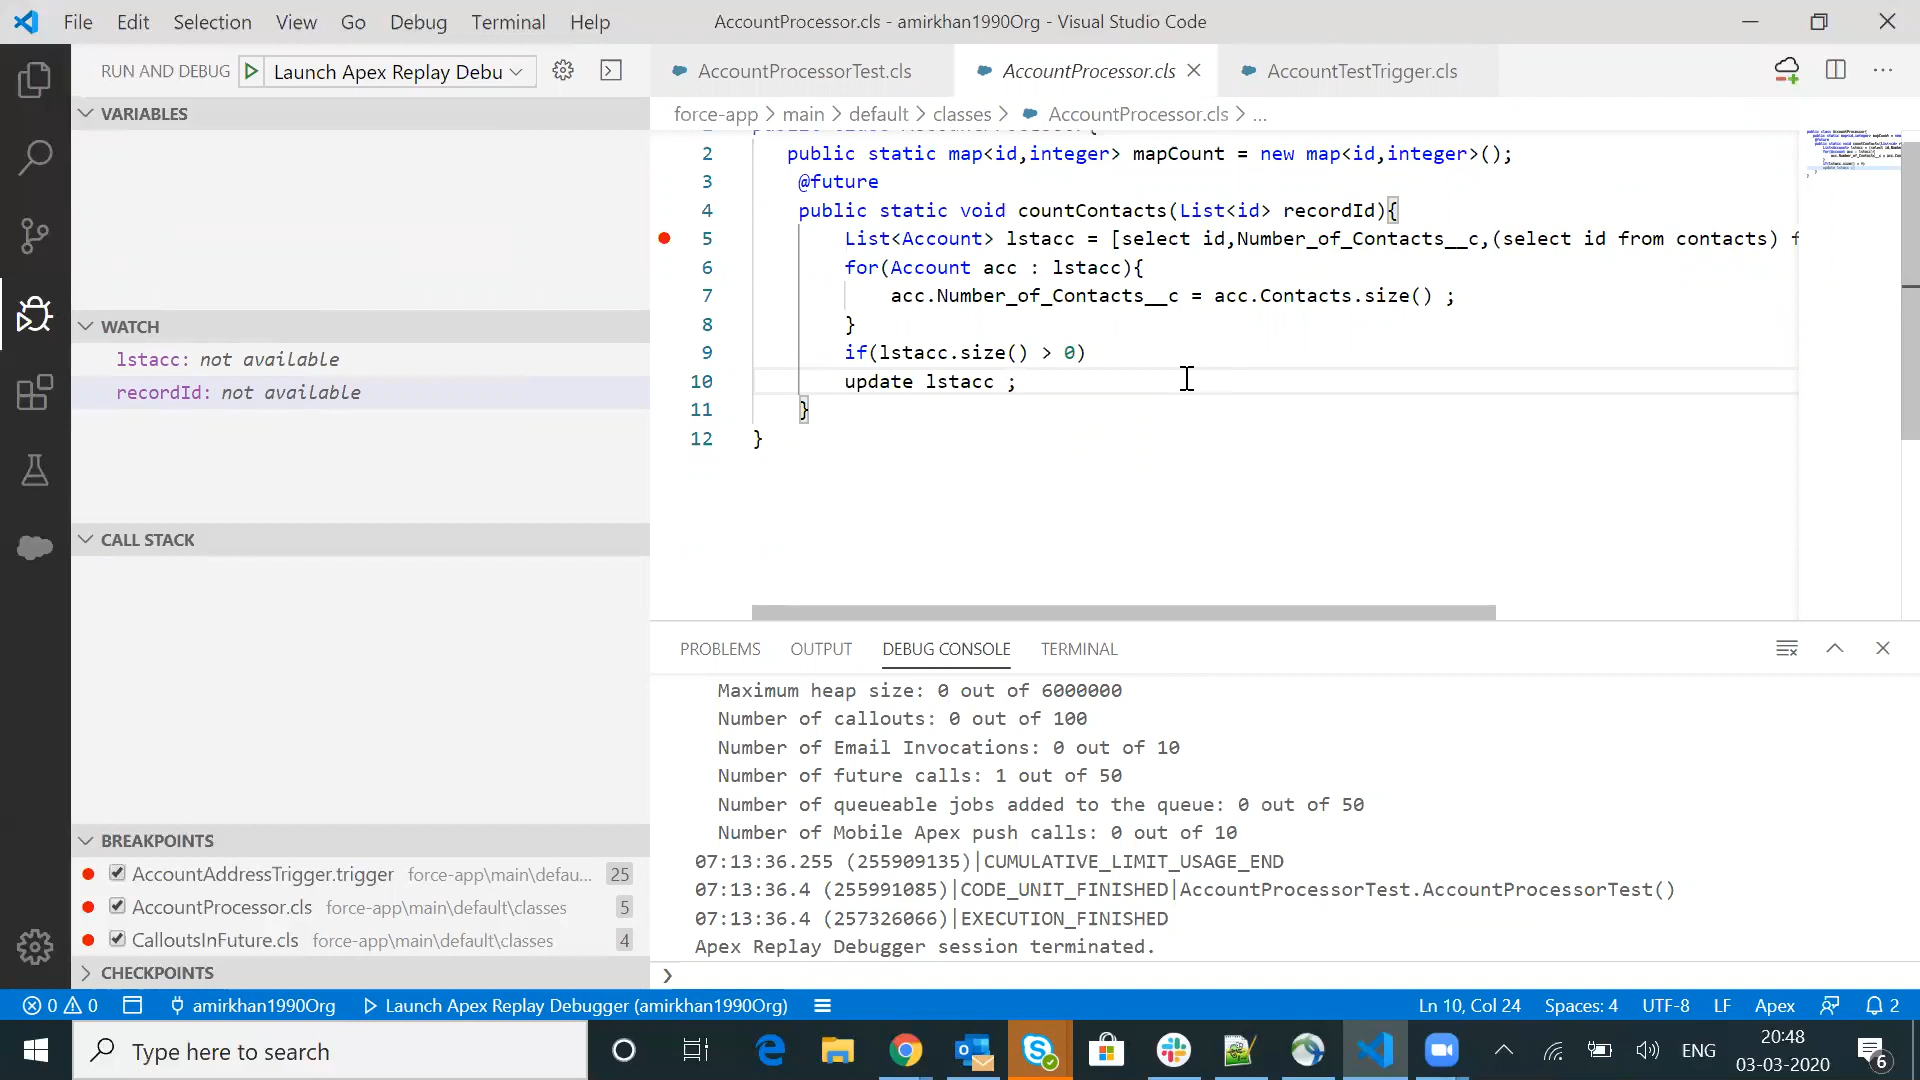 File Edit Selection View Go Debug Terminal Help AccountProcessor.cls - amirkhan1990Org - Visual Studio Code
RUN AND DEBUG Launch Apex Replay Debu
AccountProcessorTest.cls AccountProcessor.cls AccountTestTrigger.cls
force-app > main > default > classes > AccountProcessor.cls > ...
VARIABLES
WATCH
lstacc: not available
recordId: not available
CALL STACK
BREAKPOINTS
AccountAddressTrigger.trigger force-app\main\defau... 25
AccountProcessor.cls force-app\main\default\classes 5
CalloutsInFuture.cls force-app\main\default\classes 4
CHECKPOINTS
2 public static map<id,integer> mapCount = new map<id,integer>();
3 @future
4 public static void countContacts(List<id> recordId){
5 List<Account> lstacc = [select id,Number_of_Contacts__c,(select id from contacts) f
6 for(Account acc : lstacc){
7 acc.Number_of_Contacts__c = acc.Contacts.size() ;
8 }
9 if(lstacc.size() > 0)
10 update lstacc ;
11 }
12 }
PROBLEMS OUTPUT DEBUG CONSOLE TERMINAL
Maximum heap size: 0 out of 6000000
Number of callouts: 0 out of 100
Number of Email Invocations: 0 out of 10
Number of future calls: 1 out of 50
Number of queueable jobs added to the queue: 0 out of 50
Number of Mobile Apex push calls: 0 out of 10
07:13:36.255 (255909135)|CUMULATIVE_LIMIT_USAGE_END
07:13:36.4 (255991085)|CODE_UNIT_FINISHED|AccountProcessorTest.AccountProcessorTest()
07:13:36.4 (257326066)|EXECUTION_FINISHED
Apex Replay Debugger session terminated.
0 0 amirkhan1990Org Launch Apex Replay Debugger (amirkhan1990Org) Ln 10, Col 24 Spaces: 4 UTF-8 LF Apex 2
Type here to search
ENG
20:48
03-03-2020
6